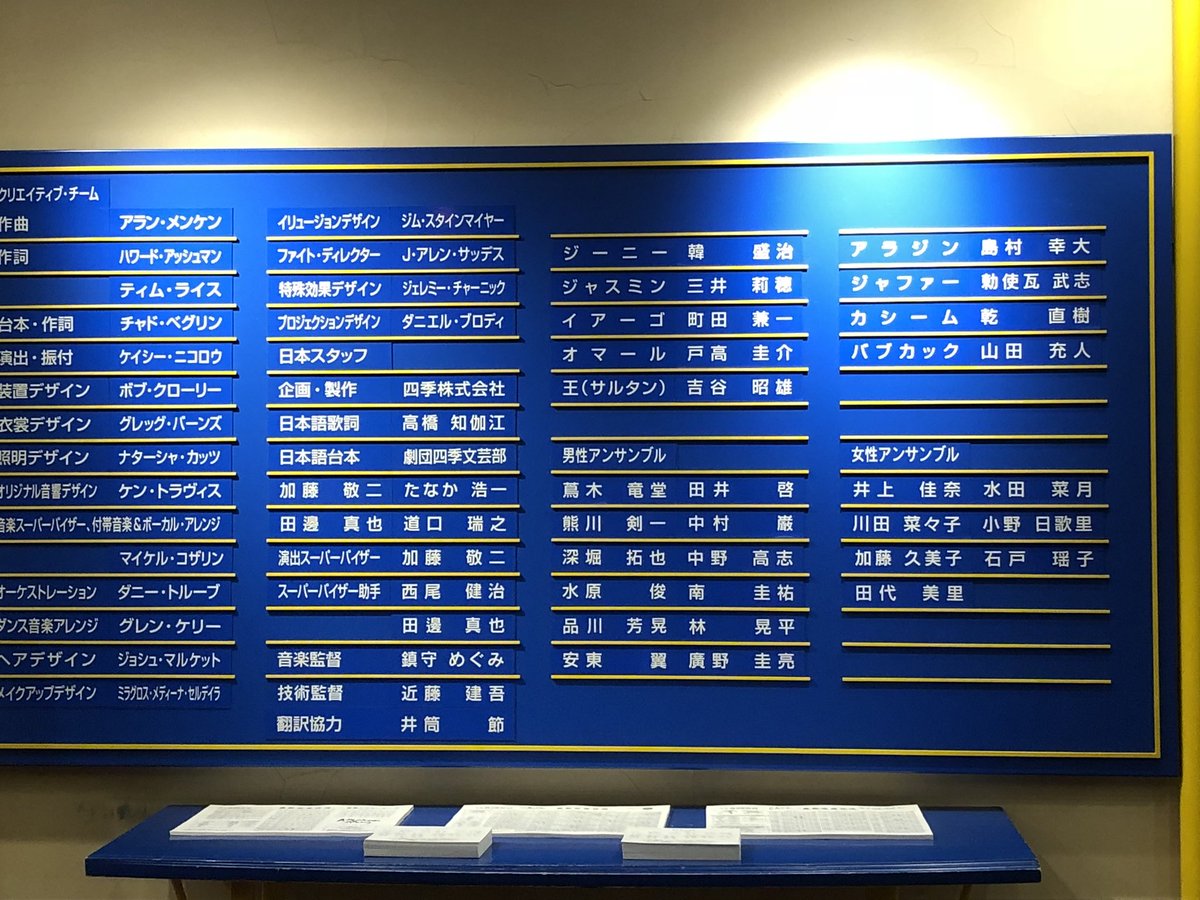 クリエイティブ・チーム
作曲 アラン・メンケン
作詞 ハワード・アッシュマン
ティム・ライス
台本・作詞 チャド・ベグリン
演出・振付 ケイシー・ニコロウ
装置デザイン ボブ・クローリー
衣裳デザイン グレッグ・バーンズ
照明デザイン ナターシャ・カッツ
オリジナル音響デザイン ケン・トラヴィス
音楽スーパーバイザー、付帯音楽&ボーカル・アレンジ
マイケル・コザリン
オーケストレーション ダニー・トルーブ
ダンス音楽アレンジ グレン・ケリー
ヘアデザイン ジョシュ・マルケット
メイクアップデザイン ミラグロス・メディーナ・セルデイラ
イリュージョンデザイン ジム・スタインマイヤー
ファイト・ディレクター J・アレン・サッデス
特殊効果デザイン ジェレミー・チャーニック
プロジェクションデザイン ダニエル・ブロディ
日本スタッフ
企画・製作 四季株式会社
日本語歌詞 高橋 知伽江
日本語台本 劇団四季文芸部
加藤 敬二 たなか 浩一
田邊 真也 道口 瑞之
演出スーパーバイザー 加藤 敬二
スーパーバイザー助手 西尾 健治
田邊 真也
音楽監督 鎮守 めぐみ
技術監督 近藤 建吾
翻訳協力 井筒 節
ジーニー 韓 盛治
ジャスミン 三井 莉穂
イアーゴ 町田 兼一
オマール 戸高 圭介
王(サルタン) 吉谷 昭雄
男性アンサンブル
蔦木 竜堂 田井 啓
熊川 剣一 中村 巌
深堀 拓也 中野 高志
水原 俊 南 圭祐
品川 芳晃 林 晃平
安東 翼 廣野 圭亮
アラジン 島村 幸大
ジャファー 勅使瓦 武志
カシーム 乾 直樹
バブカック 山田 充人
女性アンサンブル
井上 佳奈 水田 菜月
川田 菜々子 小野 日歌里
加藤 久美子 石戸 瑶子
田代 美里